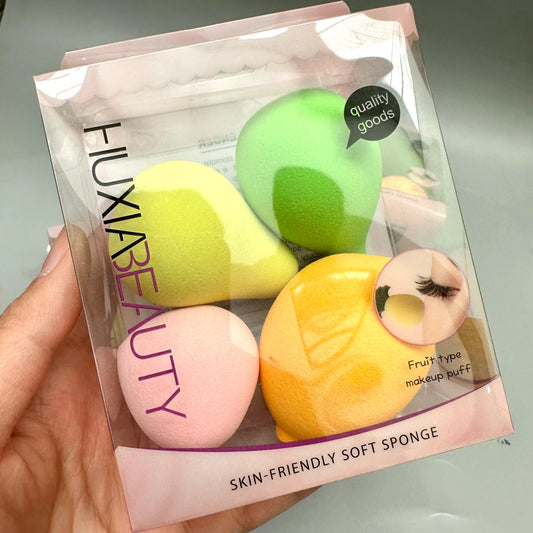 quality
goods
HUXIABEAUTY
Fruit type
makeup puff
SKIN-FRIENDLY SOFT SPONGE